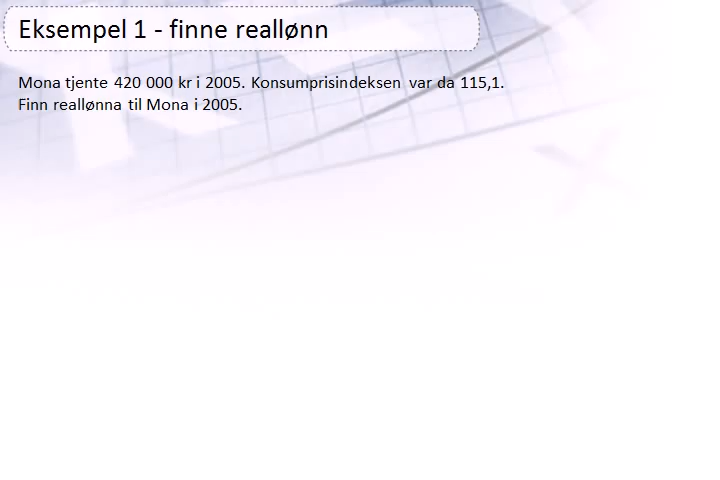 Eksempel 1 - finne reallønn
Mona tjente 420 000 kr i 2005. Konsumprisindeksen var da 115,1.
Finn reallønna til Mona i 2005.